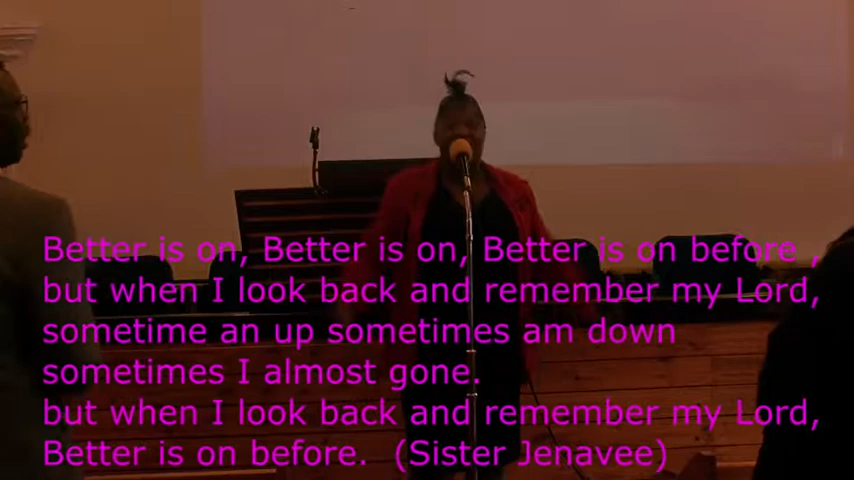 Better is on, Better is on, Better is on before ,
but when I look back and remember my Lord,
sometime an up sometimes am down
sometimes I almost gone.
but when I look back and remember my Lord,
Better is on before. (Sister Jenavee)